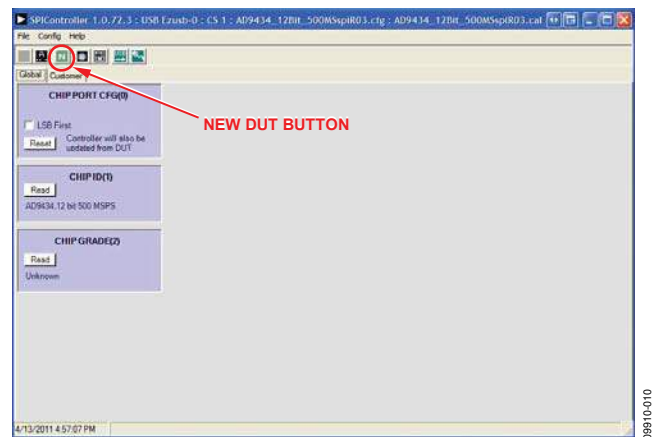 SPIController 1.0.72.3 : USB Ezusb-0 : CS 1 : AD9434_12Bit_500MSspiR03.cfg : AD9434_12Bit_500MSspiR03.cal
File Config Help
N
Global Customer
CHIP PORT CFG(0)
LSB First
Reset Controller will also be updated from DUT
NEW DUT BUTTON
CHIP ID(1)
Read
AD9434, 12 bit 500 MSPS
CHIP GRADE(2)
Read
Unknown
4/13/2011 4:57:07 PM
09910-010